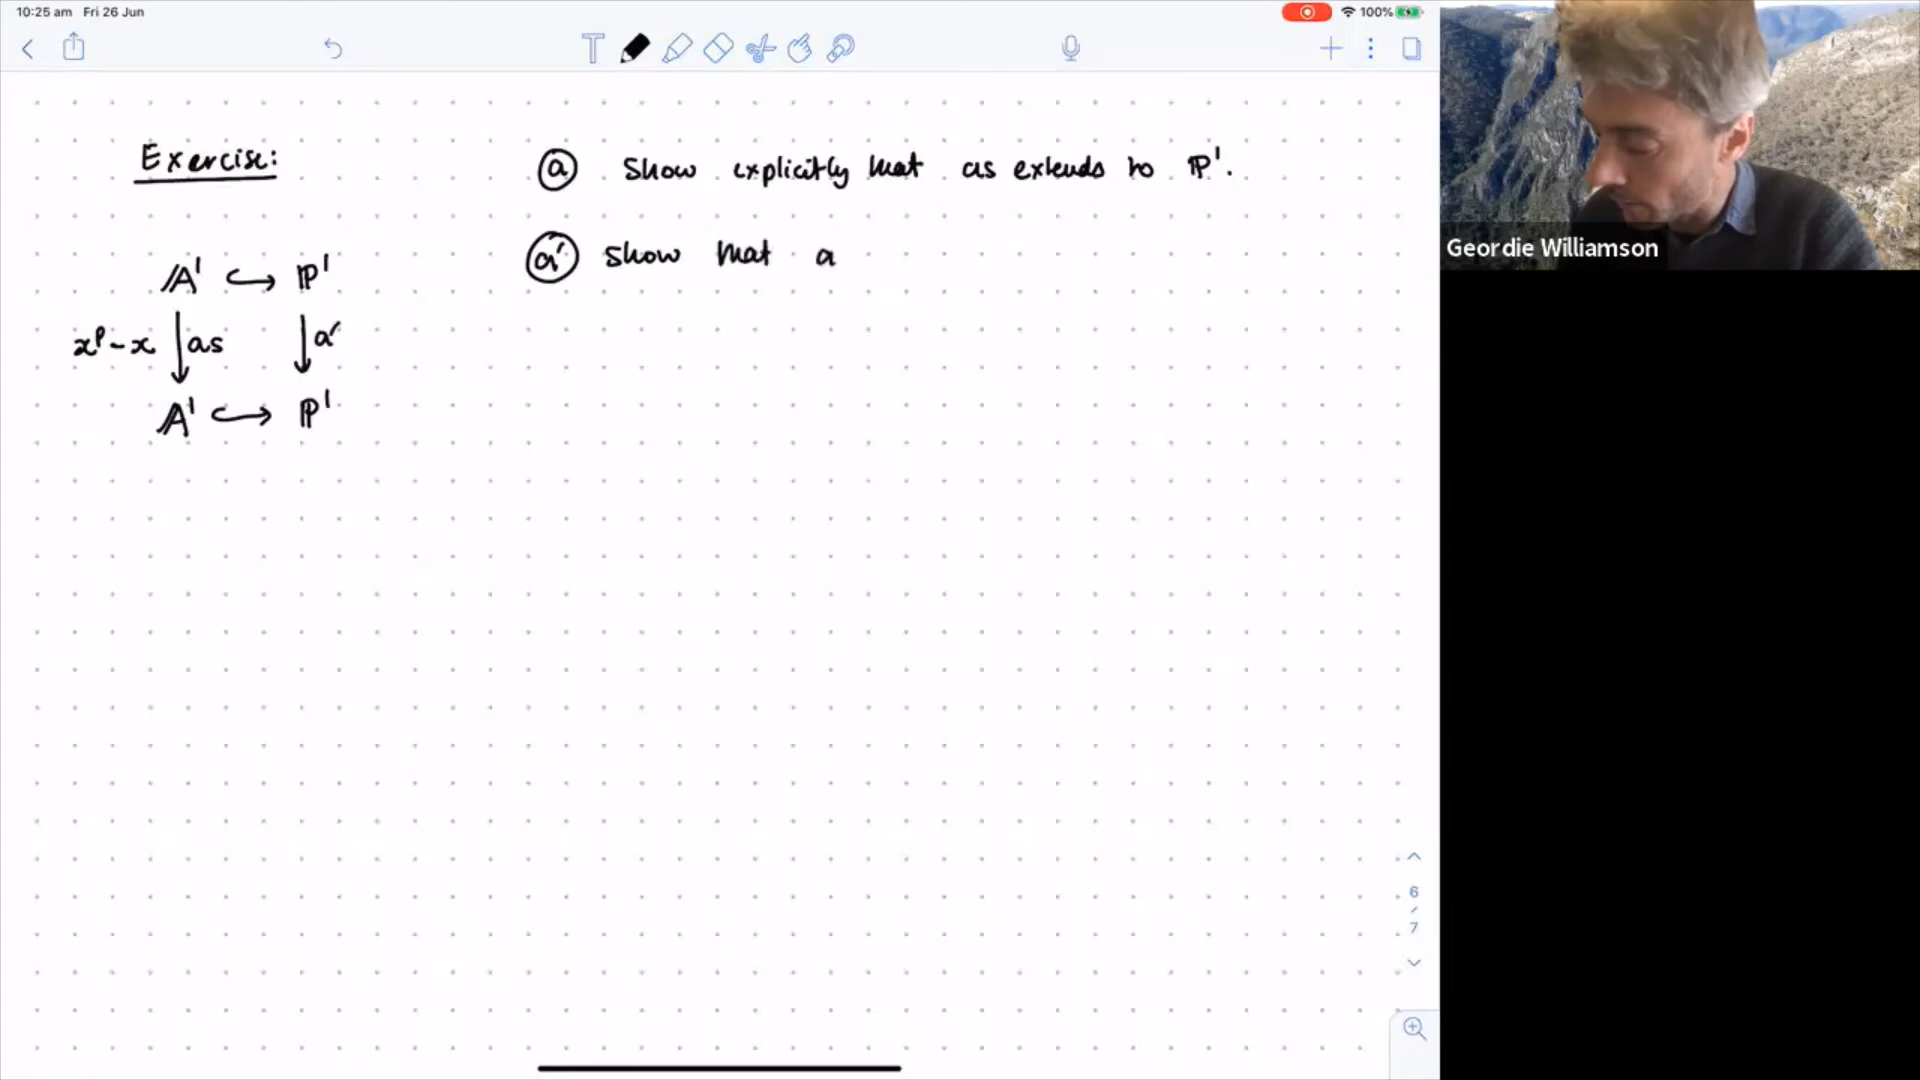 10:25 am Fri 26 Jun
100%
Exercise:
ⓐ Show explicitly that as extends to ℙ¹.
ⓐ′ Show that a
𝔸¹ ↪ ℙ¹
xᵖ - x ↓ as ↓ a′
𝔸¹ ↪ ℙ¹
Geordie Williamson
6
/
7